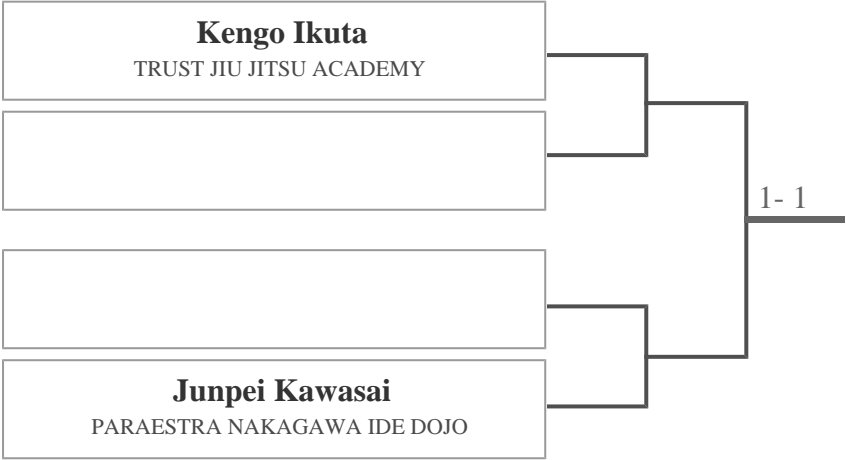 Kengo Ikuta
TRUST JIU JITSU ACADEMY
1- 1
Junpei Kawasai
PARAESTRA NAKAGAWA IDE DOJO